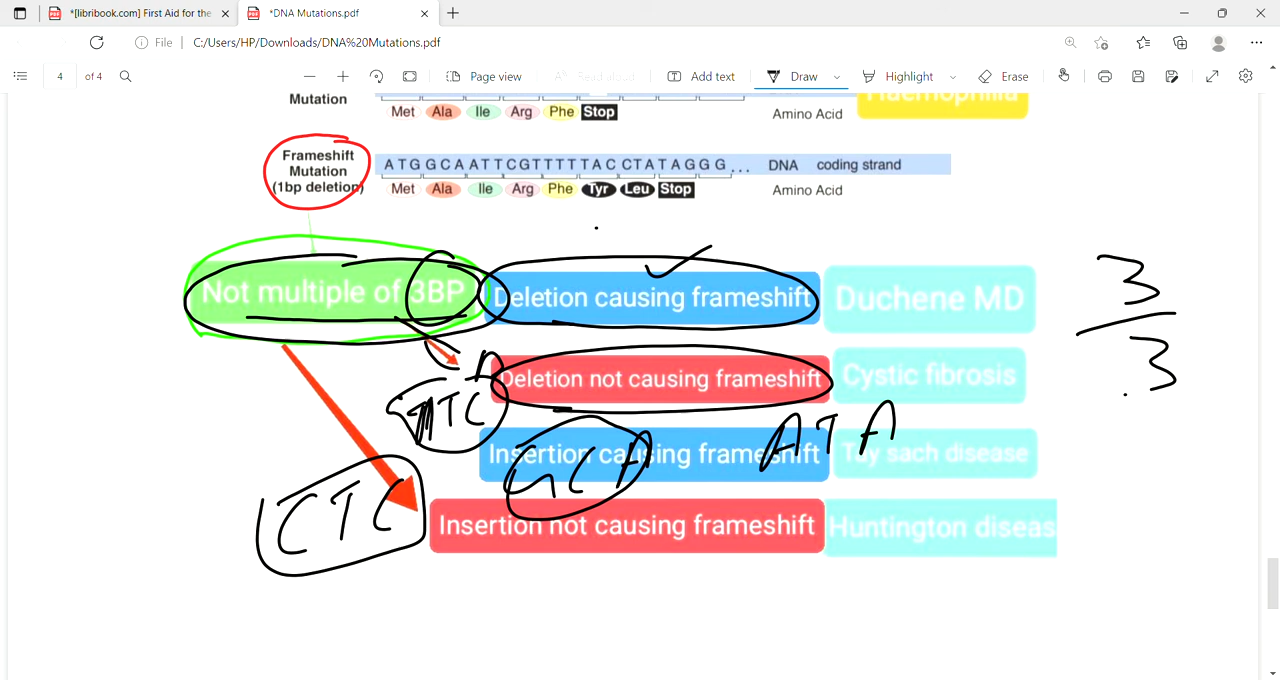 *[libribook.com] First Aid for the
*DNA Mutations.pdf
File | C:/Users/HP/Downloads/DNA%20Mutations.pdf
4 of 4
Page view
Read aloud
Add text
Draw
Highlight
Erase
Mutation
Met Ala Ile Arg Phe Stop
Amino Acid
Haemophilia
Frameshift
Mutation
(1bp deletion)
ATGGCAATTCGTTTTTACCTATAGGG...
DNA coding strand
Met Ala Ile Arg Phe Tyr Leu Stop
Amino Acid
Not multiple of 3BP
Deletion causing frameshift
Duchene MD
3
3
Deletion not causing frameshift
Cystic fibrosis
ATC
GCA
ATA
Insertion causing frameshift
Tay sach disease
CTC
Insertion not causing frameshift
Huntington diseas